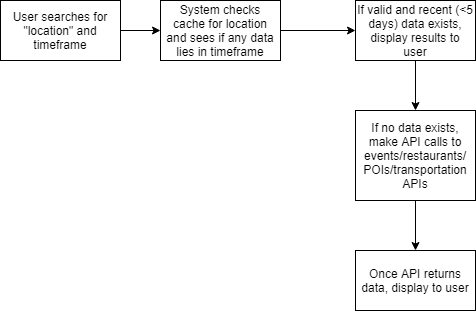 User searches for
"location" and
timeframe
System checks
cache for location
and sees if any data
lies in timeframe
If valid and recent (<5
days) data exists,
display results to
user
If no data exists,
make API calls to
events/restaurants/
POIs/transportation
APIs
Once API returns
data, display to user